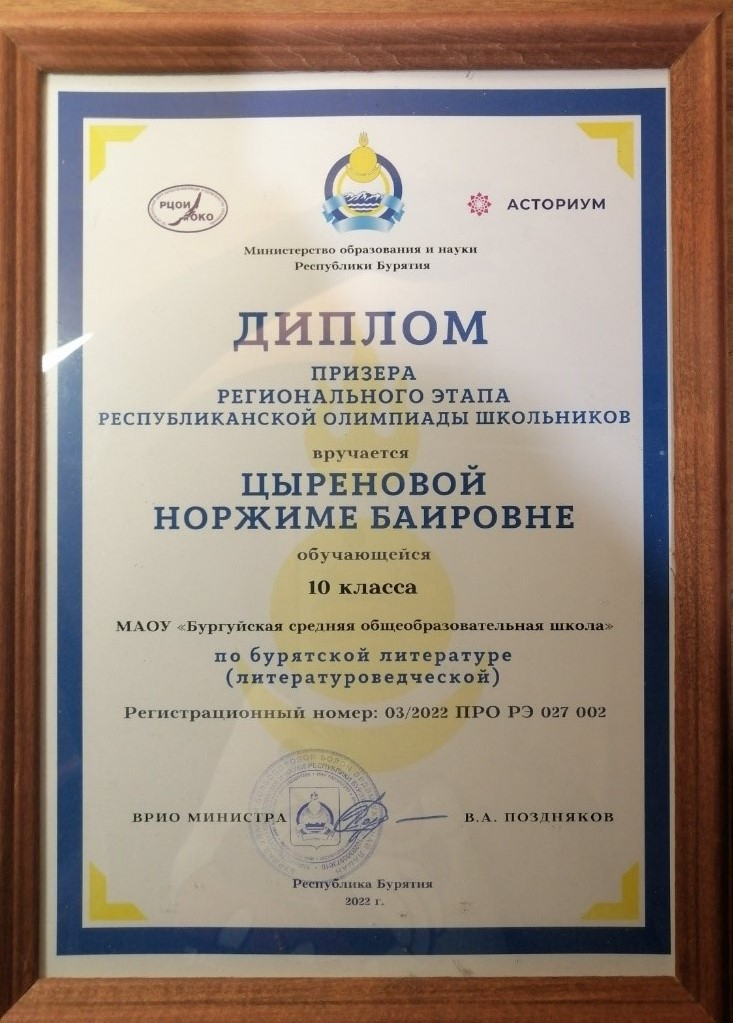 РЦОИ
и ОКО
АСТОРИУМ
Министерство образования и науки
Республики Бурятия
ДИПЛОМ
ПРИЗЕРА
РЕГИОНАЛЬНОГО ЭТАПА
РЕСПУБЛИКАНСКОЙ ОЛИМПИАДЫ ШКОЛЬНИКОВ
вручается
ЦЫРЕНОВОЙ
НОРЖИМЕ БАИРОВНЕ
обучающейся
10 класса
МАОУ «Бургуйская средняя общеобразовательная школа»
по бурятской литературе
(литературоведческой)
Регистрационный номер: 03/2022 ПРО РЭ 027 002
ВРИО МИНИСТРА
В.А. ПОЗДНЯКОВ
Республика Бурятия
2022 г.